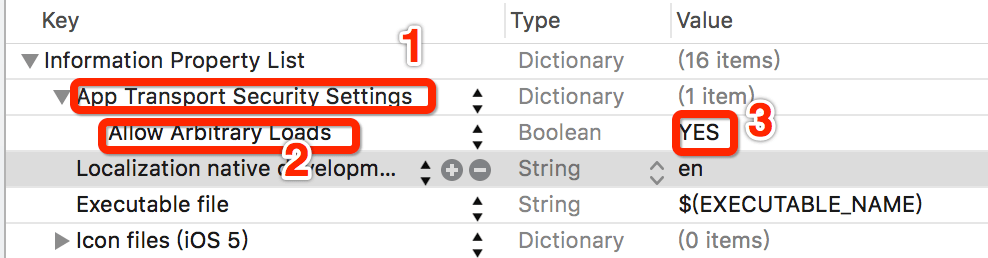 Key Type Value
1
Information Property List Dictionary (16 items)
App Transport Security Settings Dictionary (1 item)
Allow Arbitrary Loads Boolean YES 3
2
Localization native developm... String en
Executable file String $(EXECUTABLE_NAME)
Icon files (iOS 5) Dictionary (0 items)